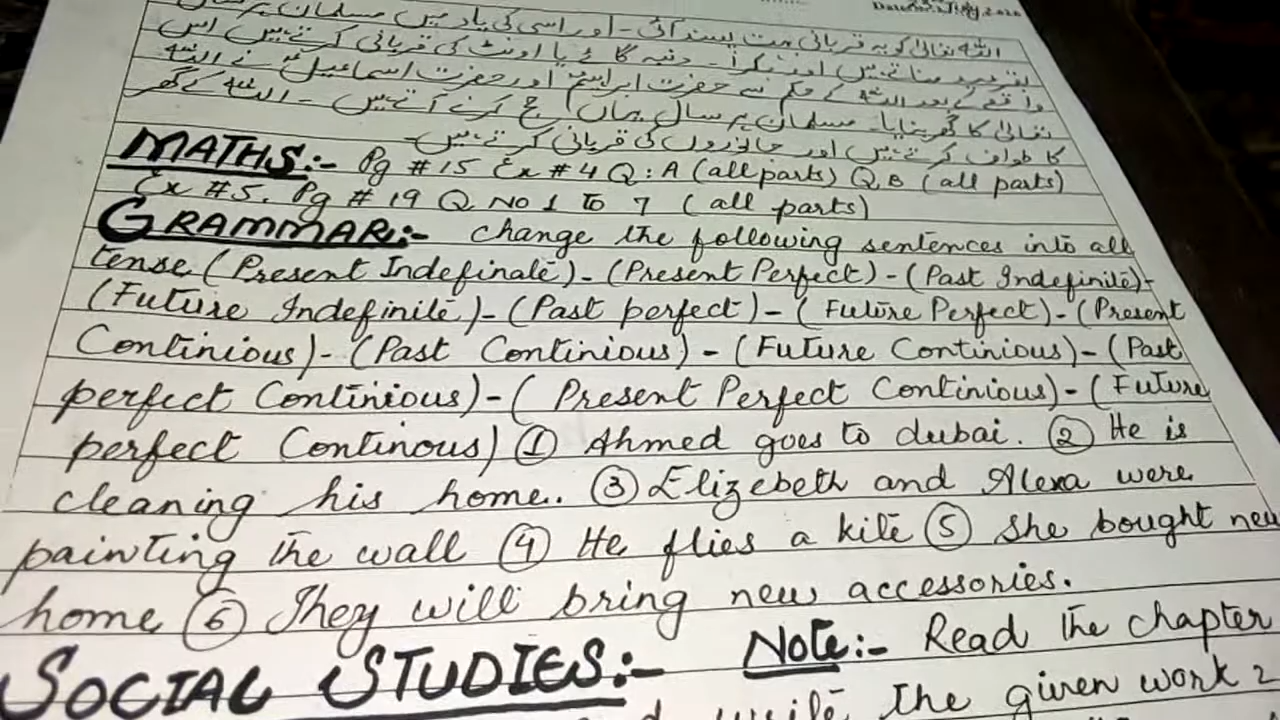 اللہ تعالیٰ کو یہ قربانی بہت پسند آئی - اور اسی کی یاد میں مسلمان ہر سال
مناتے ہیں اور بکرا - دنبہ گائے یا اونٹ کی قربانی کرتے ہیں اس
واقعے کے بعد اللہ کے حکم سے حضرت ابراہیم اور حضرت اسماعیل نے اللہ
تعالیٰ کا گھر بنایا - مسلمان ہر سال یہاں حج کرنے آتے ہیں - اللہ کے گھر
کا طواف کرتے ہیں اور جانوروں کی قربانی کرتے ہیں -
MATHS:- Pg # 15 Ex # 4 Q: A (all parts) Q,B (all parts)
Ex # 5. Pg # 19 Q No 1 To 7 (all parts)
GRAMMAR:- change the following sentences into all
tense (Present Indefinate) - (Present Perfect) - (Past Indefinite)-
(Future Indefinite) - (Past perfect) - (Future Perfect) - (Present
Continious) - (Past Continious) - (Future Continious) - (Past
perfect Continious) - (Present Perfect Continious) - (Future
perfect Continous) ① Ahmed goes to dubai. ② He is
cleaning his home. ③ Elizebeth and Alexa were
painting the wall ④ He flies a kite ⑤ She bought new
home ⑥ They will bring new accessories.
SOCIAL STUDIES:- Note:- Read the chapter
write the given work 2